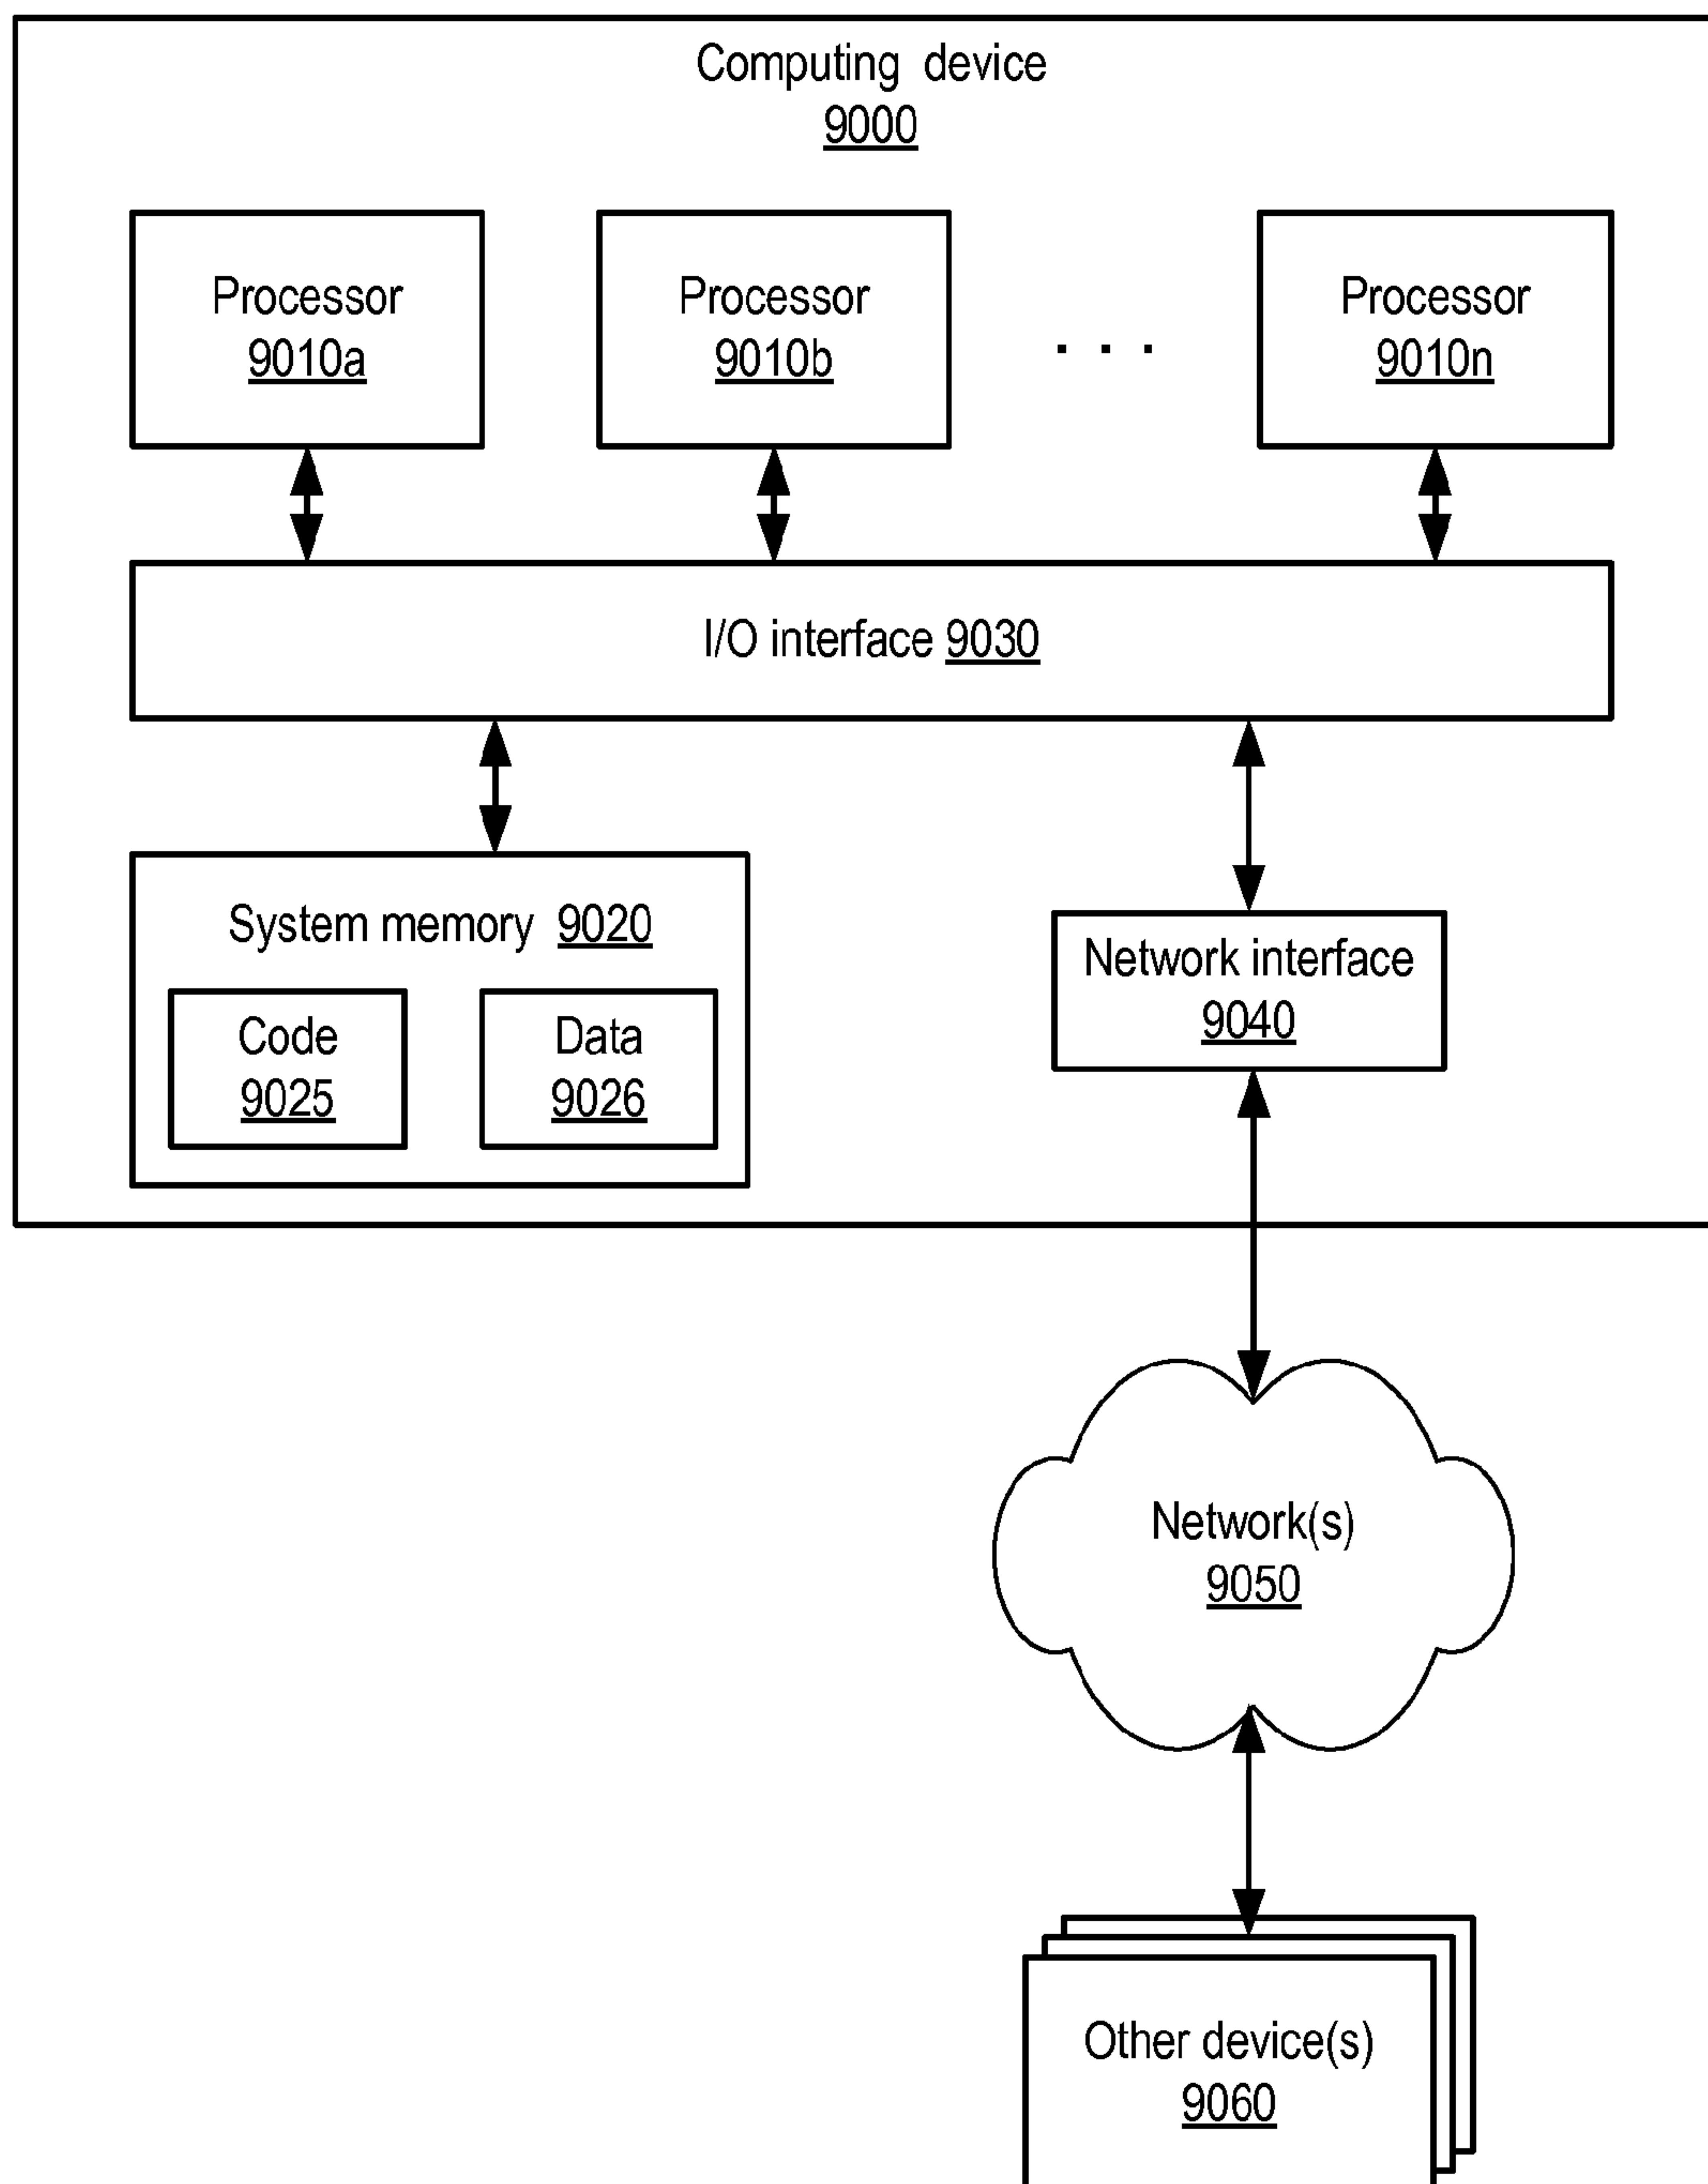 Computing device
9000
Processor
9010a
Processor
9010b
. . .
Processor
9010n
I/O interface 9030
System memory 9020
Code
9025
Data
9026
Network interface
9040
Network(s)
9050
Other device(s)
9060